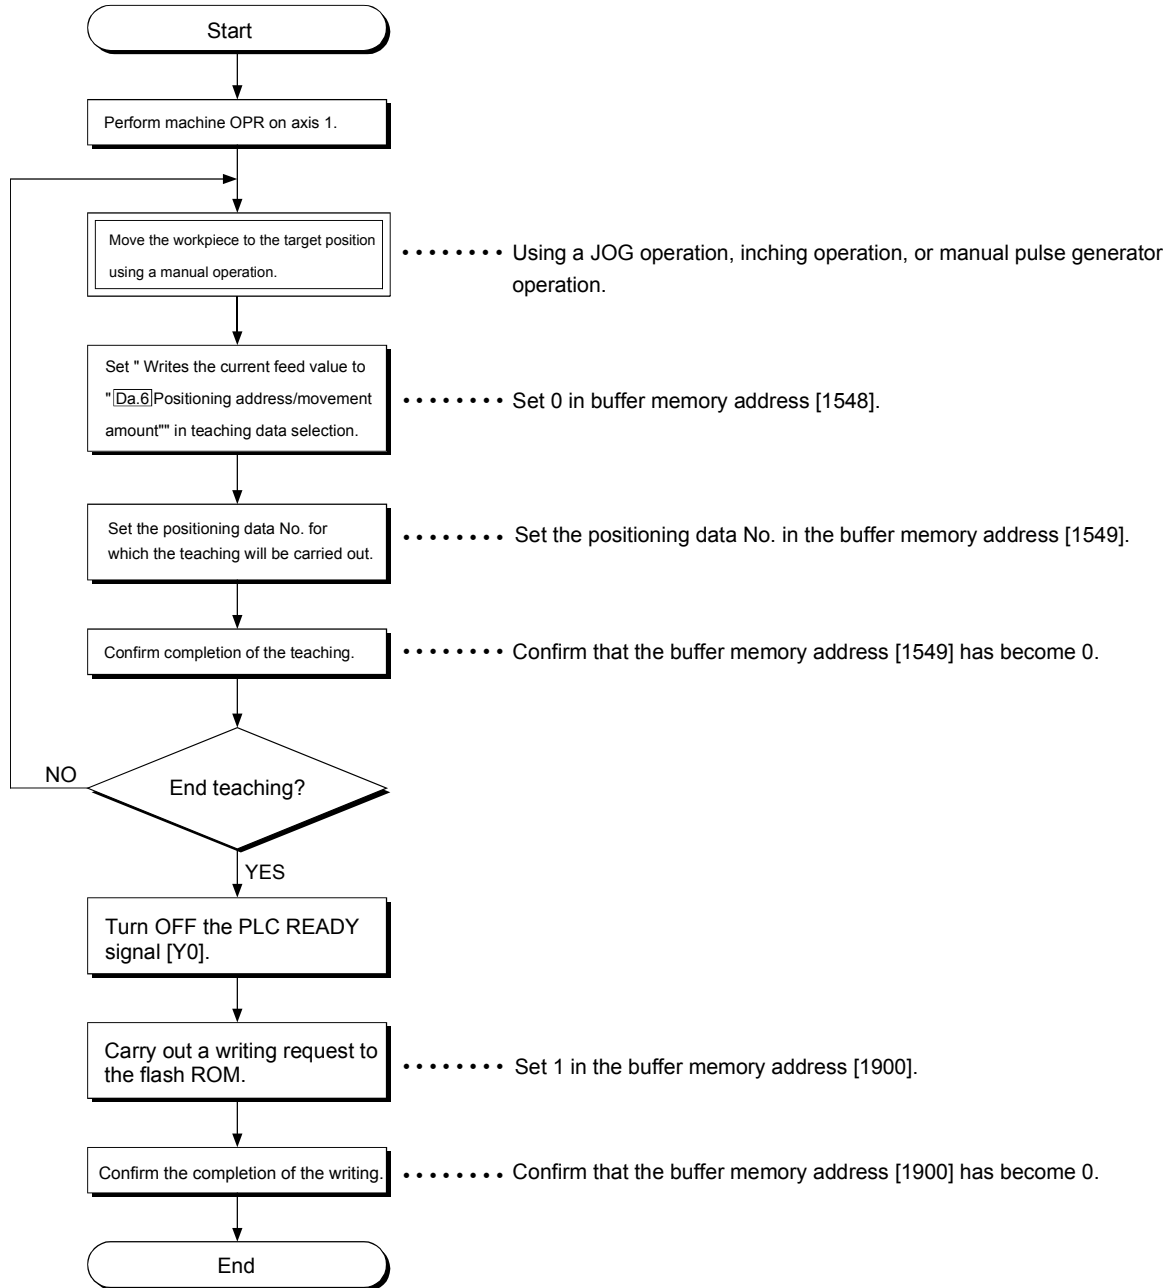 Start
Perform machine OPR on axis 1.
Move the workpiece to the target position
using a manual operation.
• • • • • • • • Using a JOG operation, inching operation, or manual pulse generator
operation.
Set " Writes the current feed value to
" Da.6 Positioning address/movement
amount"" in teaching data selection.
• • • • • • • • Set 0 in buffer memory address [1548].
Set the positioning data No. for
which the teaching will be carried out.
• • • • • • • • Set the positioning data No. in the buffer memory address [1549].
Confirm completion of the teaching.
• • • • • • • • Confirm that the buffer memory address [1549] has become 0.
NO
End teaching?
YES
Turn OFF the PLC READY
signal [Y0].
Carry out a writing request to
the flash ROM.
• • • • • • • • Set 1 in the buffer memory address [1900].
Confirm the completion of the writing.
• • • • • • • • Confirm that the buffer memory address [1900] has become 0.
End